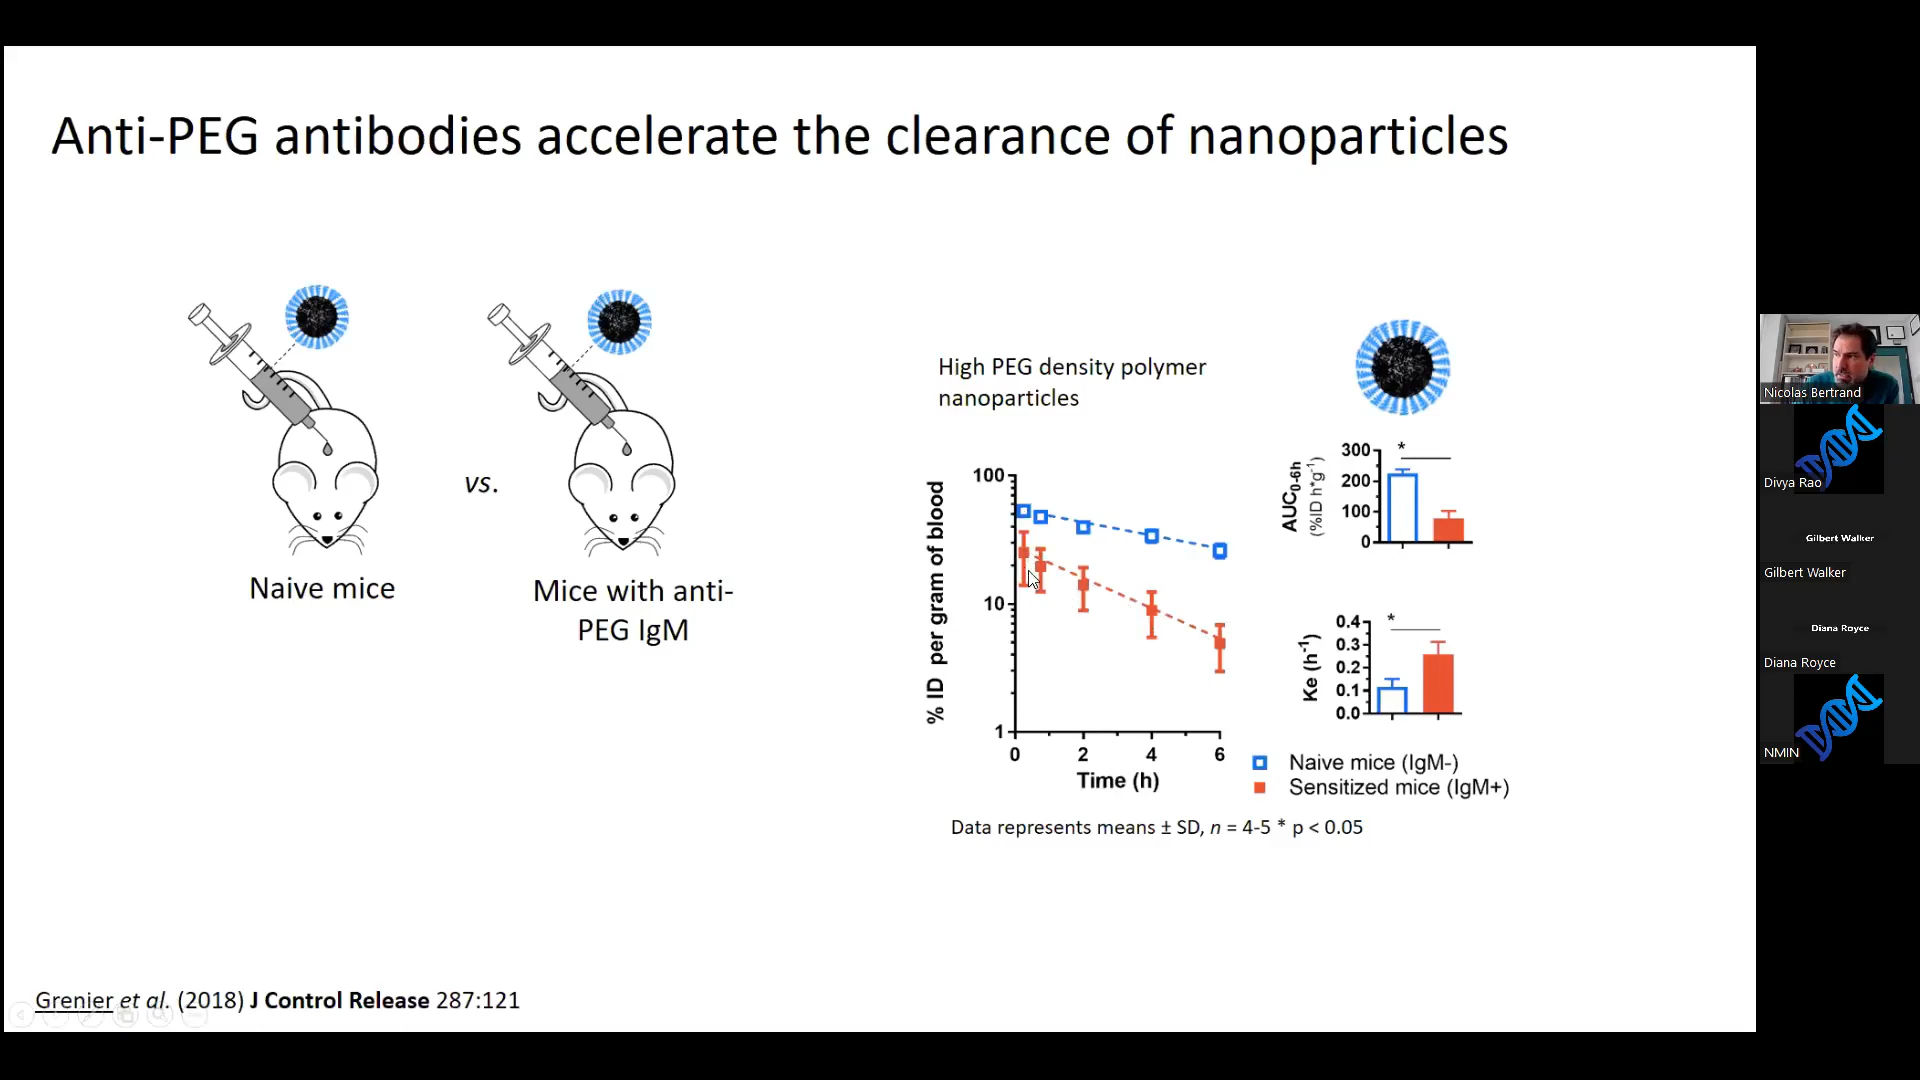 Anti-PEG antibodies accelerate the clearance of nanoparticles
vs.
Naive mice
Mice with anti-
PEG IgM
High PEG density polymer
nanoparticles
% ID per gram of blood
100
10
1
0 2 4 6
Time (h)
AUC0-6h
(%ID h*g-1)
300
200
100
0
*
Ke (h-1)
0.4
0.3
0.2
0.1
0.0
*
Naive mice (IgM-)
Sensitized mice (IgM+)
Data represents means ± SD, n = 4-5 * p < 0.05
Grenier et al. (2018) J Control Release 287:121
Nicolas Bertrand
Divya Rao
Gilbert Walker
Gilbert Walker
Diana Royce
Diana Royce
NMIN